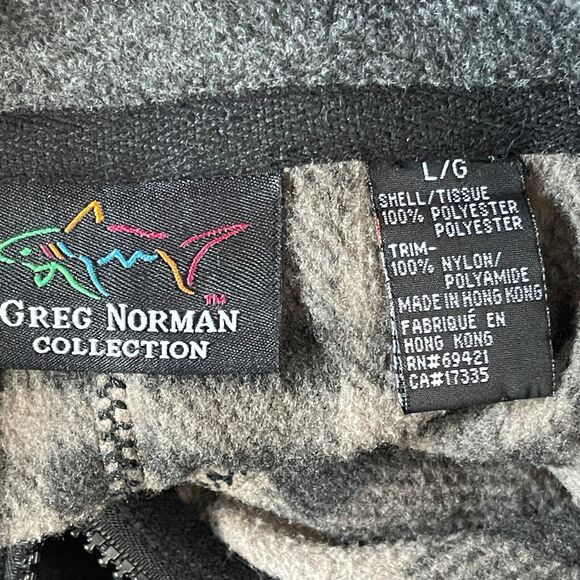 ™
GREG NORMAN
COLLECTION
L/G
SHELL/TISSUE
100% POLYESTER
POLYESTER
TRIM-
100% NYLON/
POLYAMIDE
MADE IN HONG KONG
FABRIQUÉ EN
HONG KONG
RN#69421
CA#17335